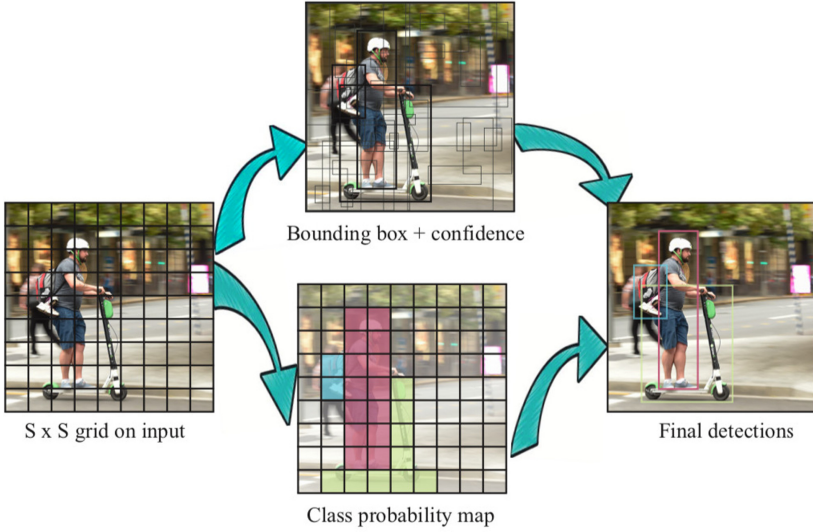 Bounding box + confidence
S x S grid on input
Final detections
Class probability map